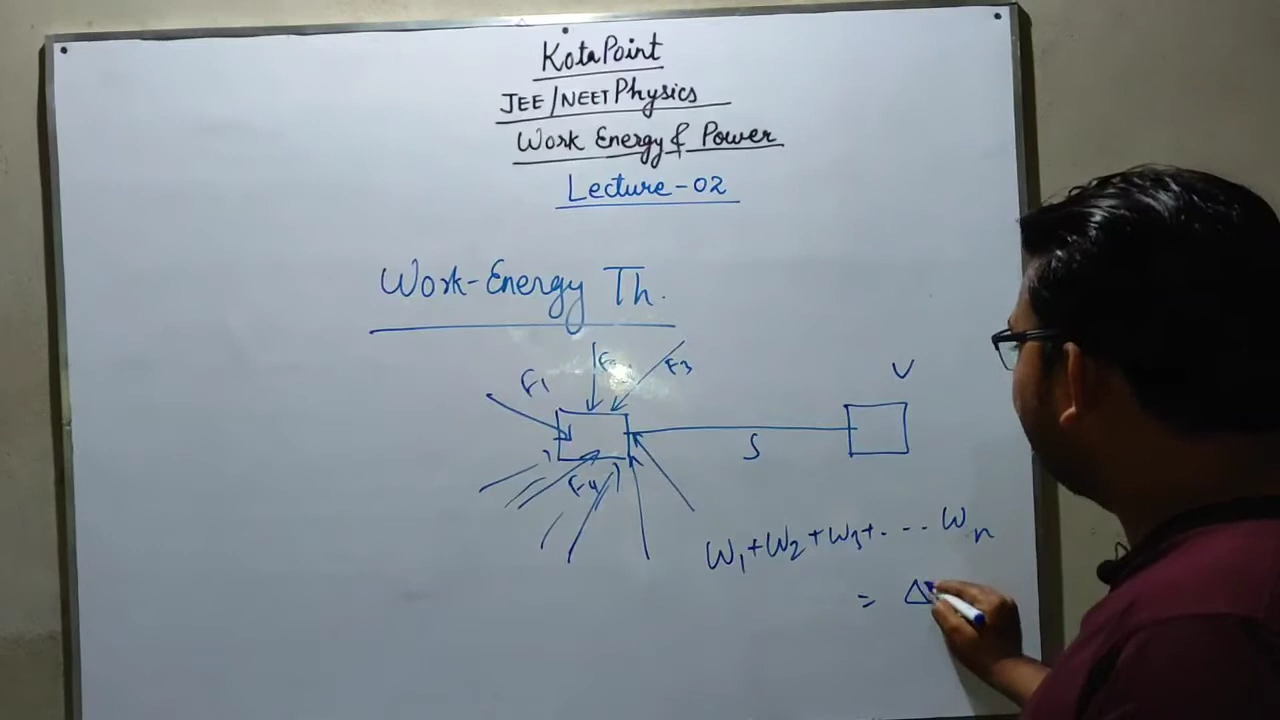 KotaPoint
JEE/NEET Physics
Work Energy & Power
Lecture-02
Work-Energy Th.
F1
F3
V
S
F4
W1+W2+W3+. - - . Wn
= Δ